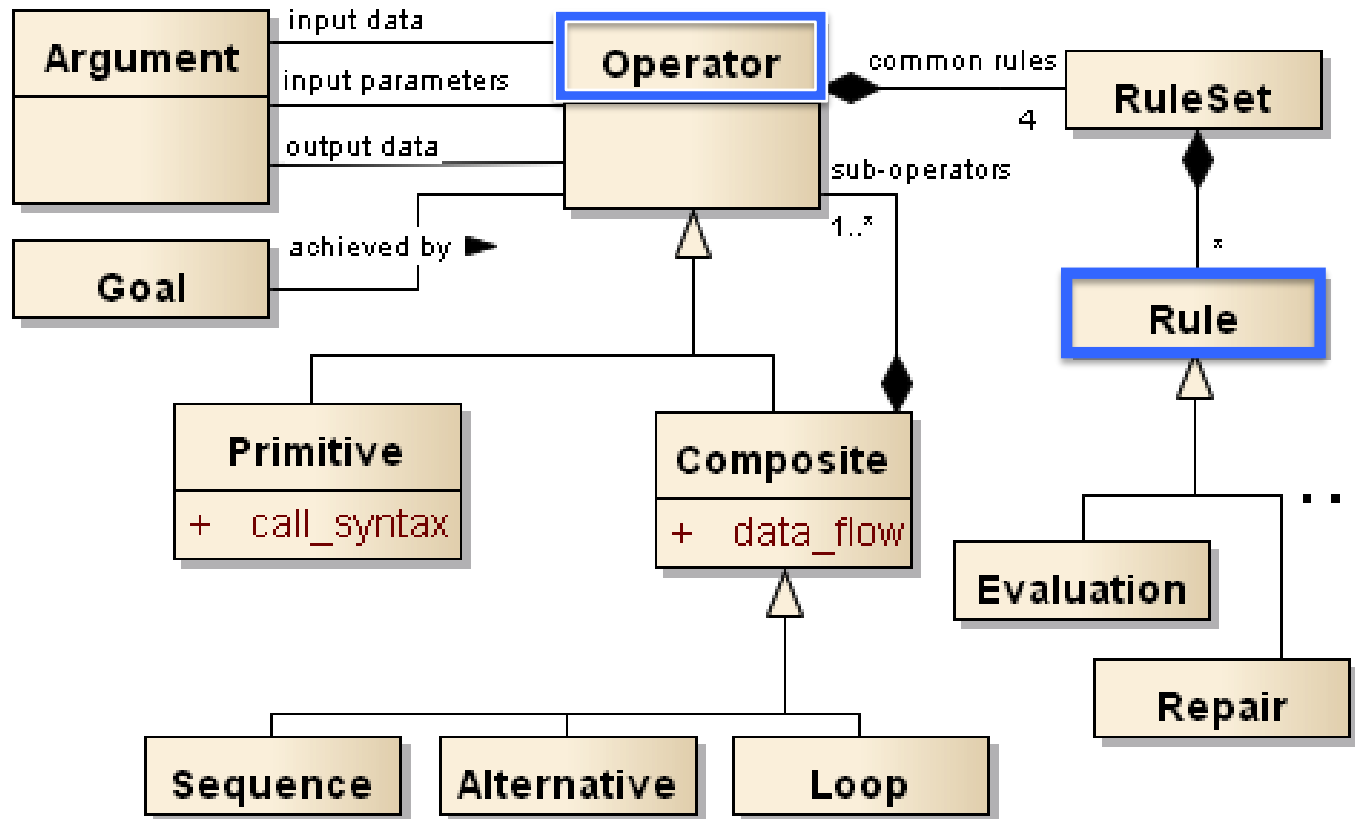 input data
Argument
Operator
input parameters
common rules
RuleSet
4
output data
sub-operators
1..*
achieved by
*
Goal
Rule
Primitive
Composite
+ call_syntax
+ data_flow
..
Evaluation
Repair
Sequence
Alternative
Loop